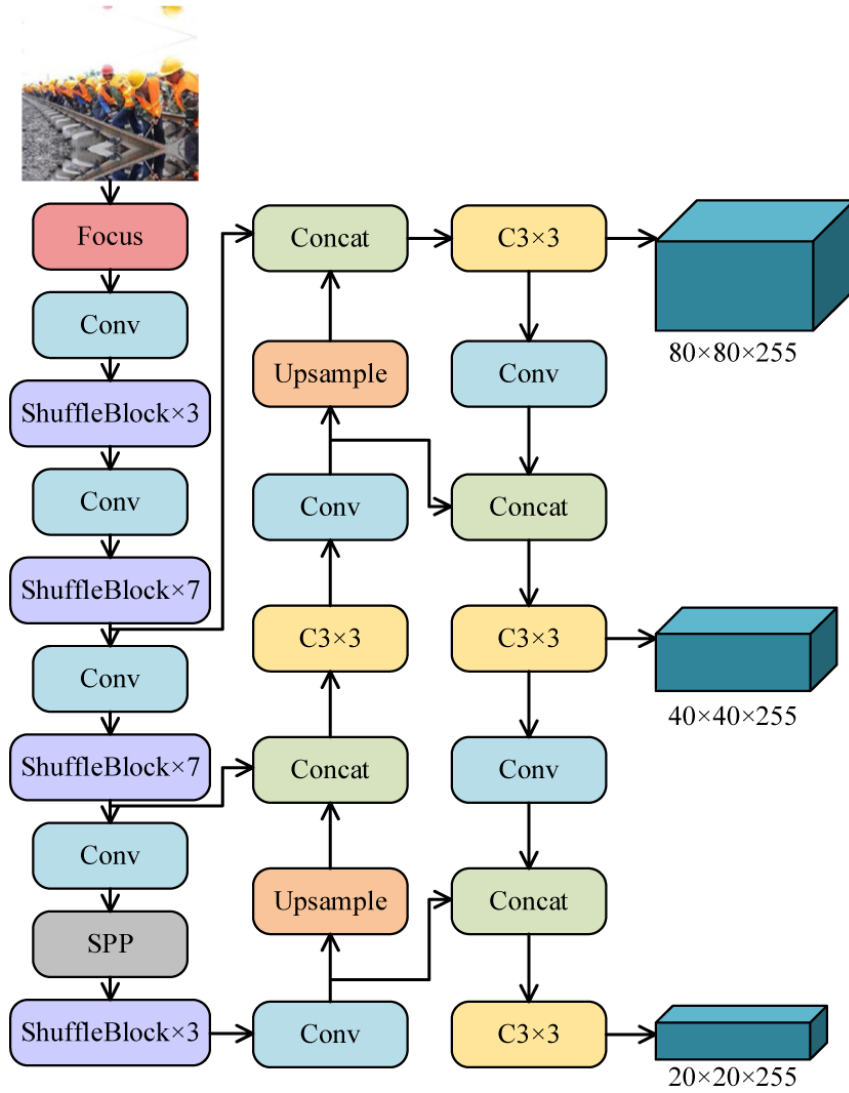 Focus
Conv
ShuffleBlock×3
Conv
ShuffleBlock×7
Conv
ShuffleBlock×7
Conv
SPP
ShuffleBlock×3
Concat
Upsample
Conv
C3×3
Concat
Upsample
Conv
C3×3
Conv
Concat
C3×3
Conv
Concat
C3×3
80×80×255
40×40×255
20×20×255